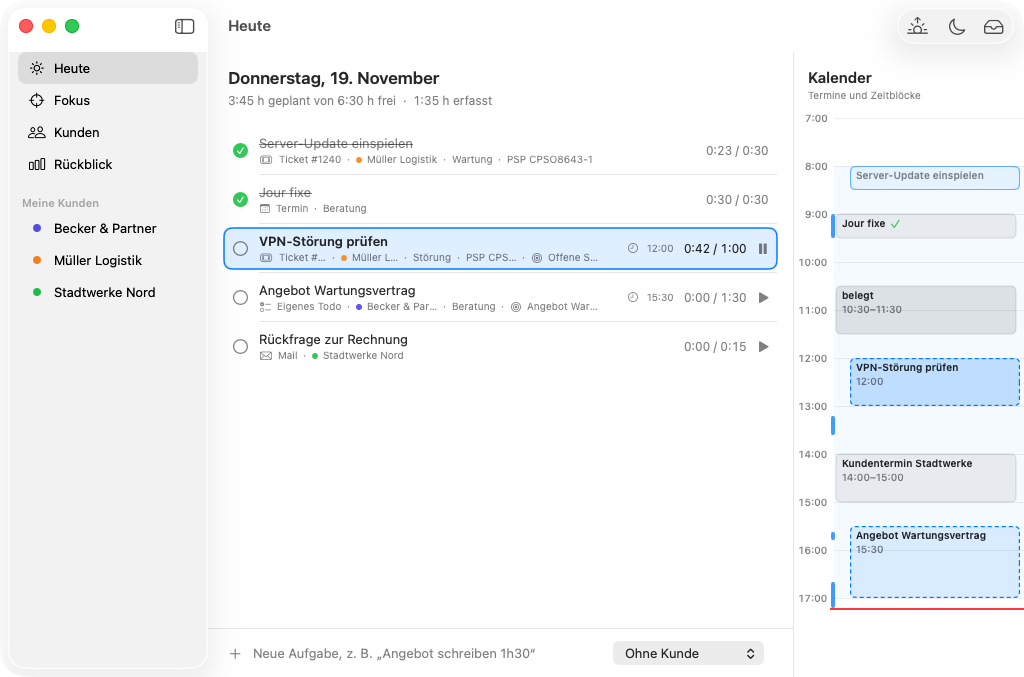 Heute
Heute
Fokus
Kunden
Rückblick
Meine Kunden
Becker & Partner
Müller Logistik
Stadtwerke Nord
Donnerstag, 19. November
3:45 h geplant von 6:30 h frei · 1:35 h erfasst
Server-Update einspielen
Ticket #1240 · Müller Logistik · Wartung · PSP CPSO8643-1
0:23 / 0:30
Jour fixe
Termin · Beratung
0:30 / 0:30
VPN-Störung prüfen
Ticket #... · Müller L... · Störung · PSP CPS... · Offene S...
12:00 0:42 / 1:00
Angebot Wartungsvertrag
Eigenes Todo · Becker & Par... · Beratung · Angebot War...
15:30 0:00 / 1:30
Rückfrage zur Rechnung
Mail · Stadtwerke Nord
0:00 / 0:15
+ Neue Aufgabe, z. B. „Angebot schreiben 1h30“
Ohne Kunde
Kalender
Termine und Zeitblöcke
7:00
8:00
Server-Update einspielen
9:00
Jour fixe ✓
10:00
belegt
10:30–11:30
11:00
12:00
VPN-Störung prüfen
12:00
13:00
14:00
Kundentermin Stadtwerke
14:00–15:00
15:00
Angebot Wartungsvertrag
15:30
16:00
17:00